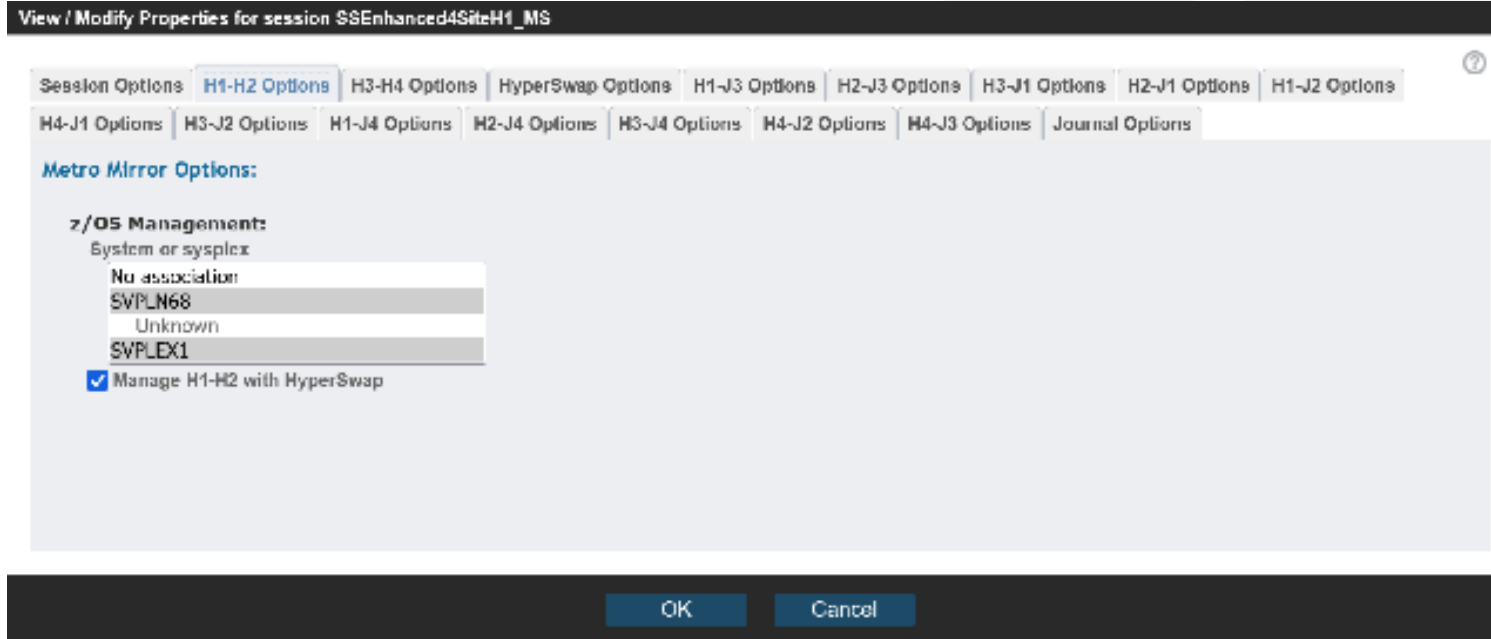 View / Modify Properties for session SSEnhanced4SiteH1_MS
Session Options H1-H2 Options H3-H4 Options HyperSwap Options H1-J3 Options H2-J3 Options H3-J1 Options H2-J1 Options H1-J2 Options
H4-J1 Options H3-J2 Options H1-J4 Options H2-J4 Options H3-J4 Options H4-J2 Options H4-J3 Options Journal Options
Metro Mirror Options:
z/OS Management:
System or sysplex
No association
SVPLN68
Unknown
SVPLEX1
Manage H1-H2 with HyperSwap
OK Cancel